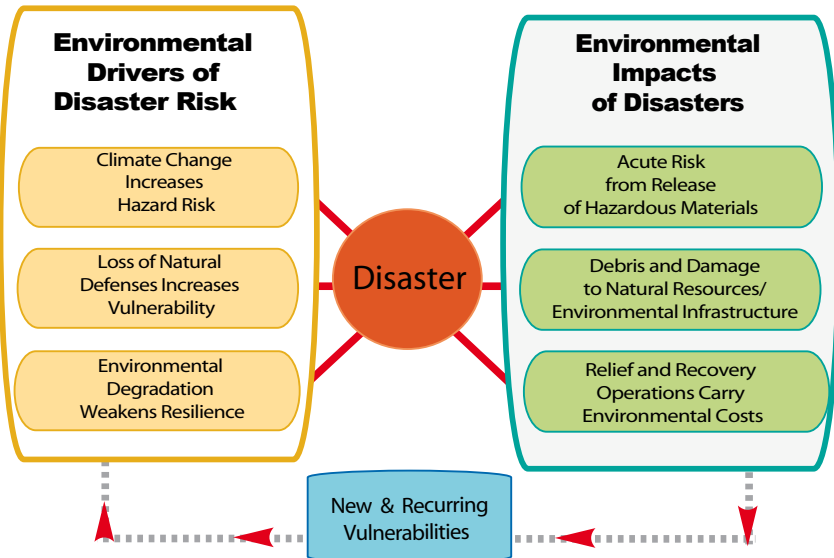 Environmental
Drivers of
Disaster Risk
Climate Change
Increases
Hazard Risk
Loss of Natural
Defenses Increases
Vulnerability
Environmental
Degradation
Weakens Resilience
Disaster
Environmental
Impacts
of Disasters
Acute Risk
from Release
of Hazardous Materials
Debris and Damage
to Natural Resources/
Environmental Infrastructure
Relief and Recovery
Operations Carry
Environmental Costs
New & Recurring
Vulnerabilities